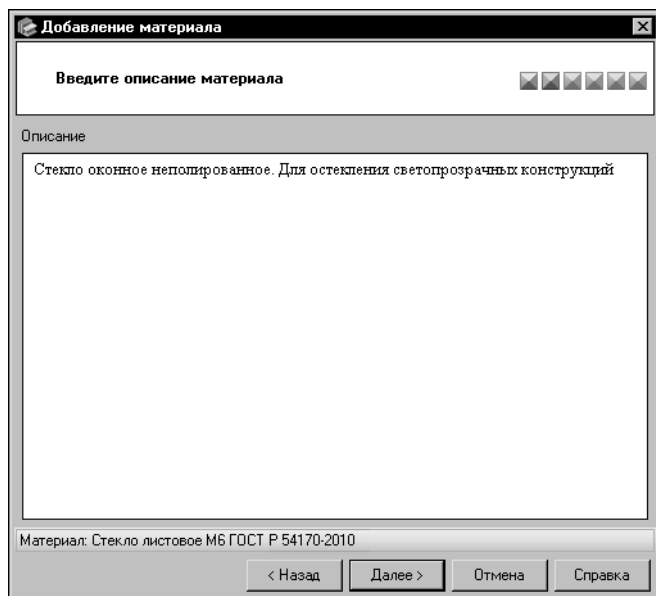 Добавление материала
Введите описание материала
Описание
Стекло оконное неполированное. Для остекления светопрозрачных конструкций
Материал: Стекло листовое М6 ГОСТ Р 54170-2010
< Назад Далее > Отмена Справка